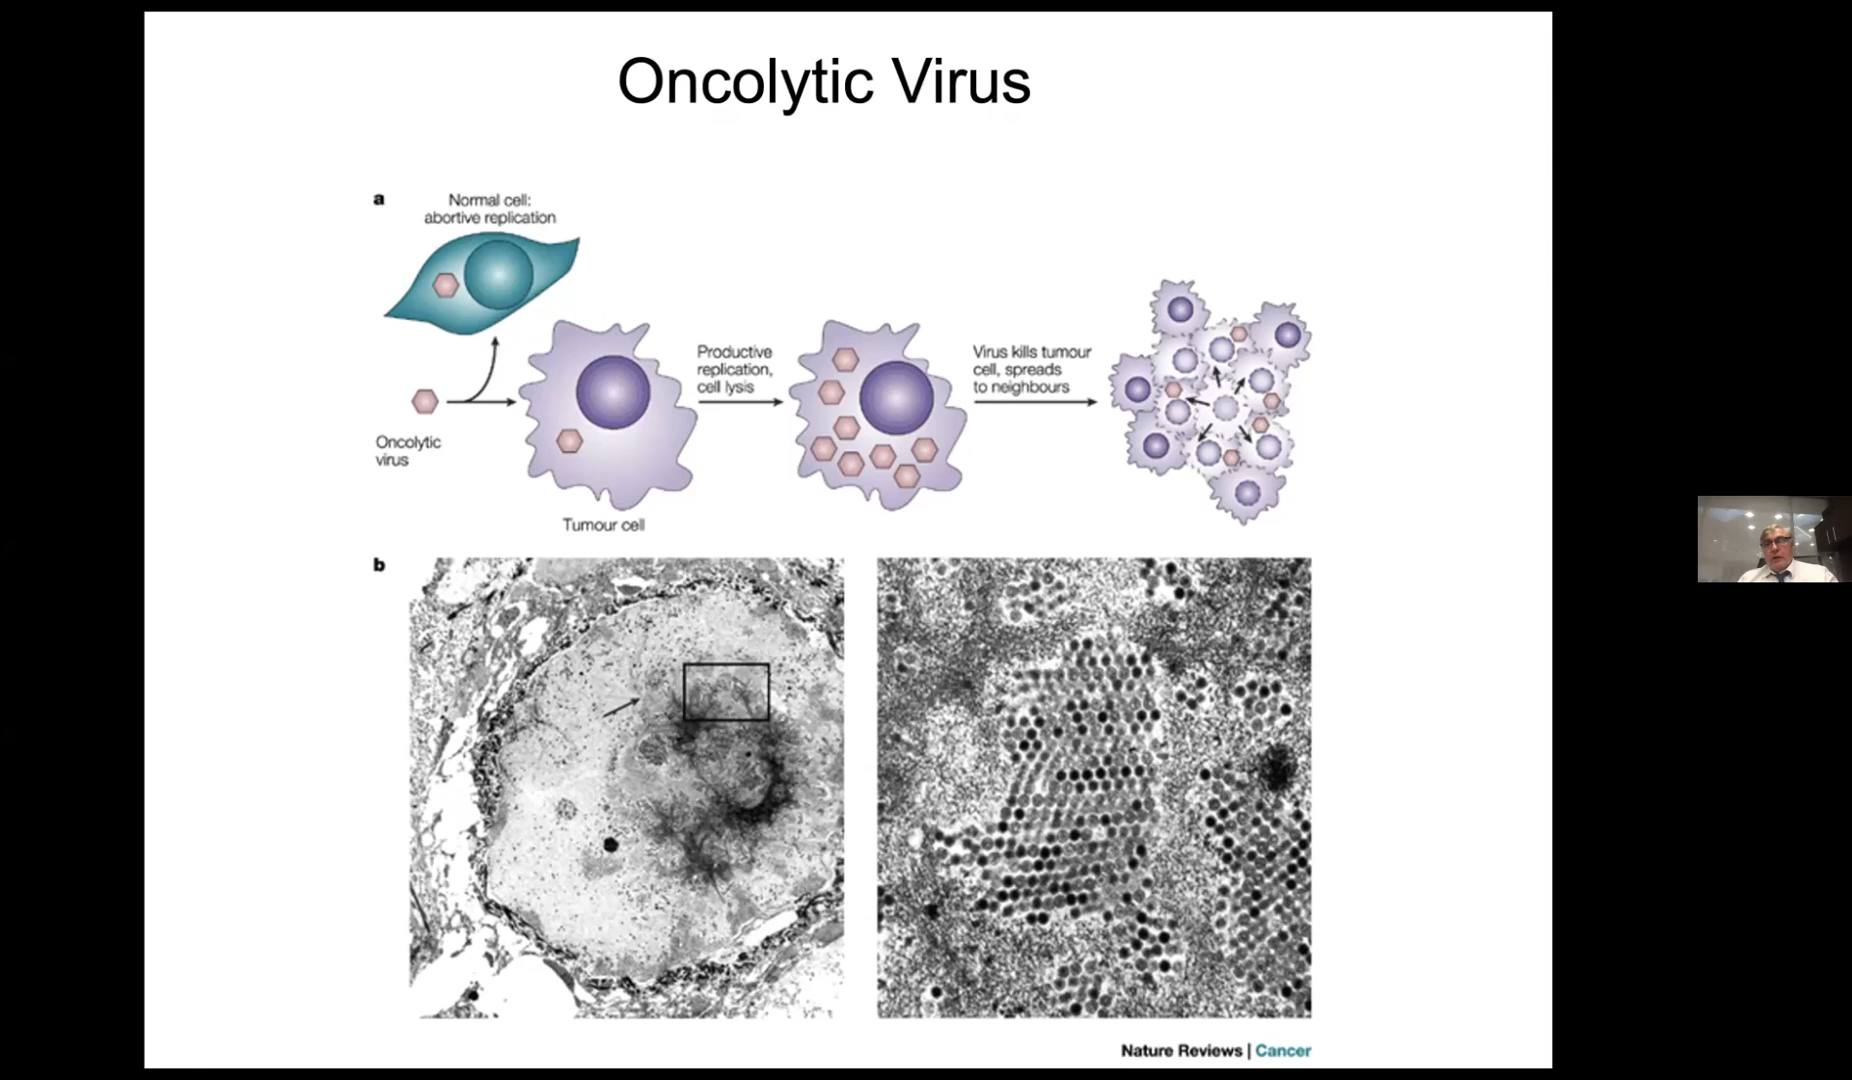 Oncolytic Virus
a
Normal cell:
abortive replication
Productive
replication,
cell lysis
Virus kills tumour
cell, spreads
to neighbours
Oncolytic
virus
Tumour cell
b
Nature Reviews | Cancer